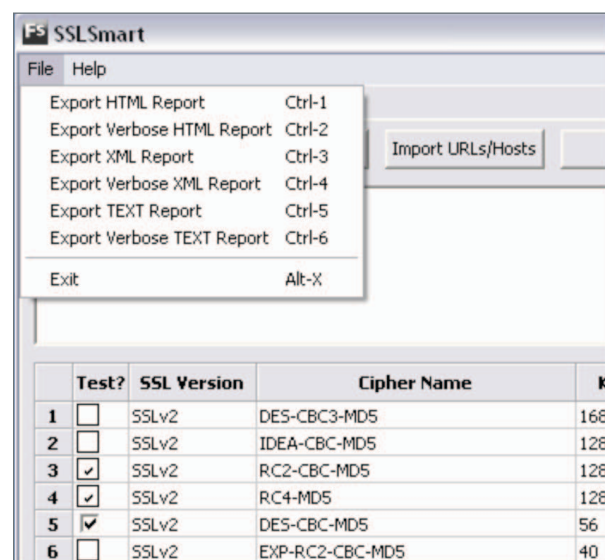 FS SSLSmart
File Help
Export HTML Report Ctrl-1
Export Verbose HTML Report Ctrl-2
Export XML Report Ctrl-3
Export Verbose XML Report Ctrl-4
Export TEXT Report Ctrl-5
Export Verbose TEXT Report Ctrl-6
Exit Alt-X
Import URLs/Hosts
Test? SSL Version Cipher Name
1 SSLv2 DES-CBC3-MD5 168
2 SSLv2 IDEA-CBC-MD5 128
3 SSLv2 RC2-CBC-MD5 128
4 SSLv2 RC4-MD5 128
5 SSLv2 DES-CBC-MD5 56
6 SSLv2 EXP-RC2-CBC-MD5 40